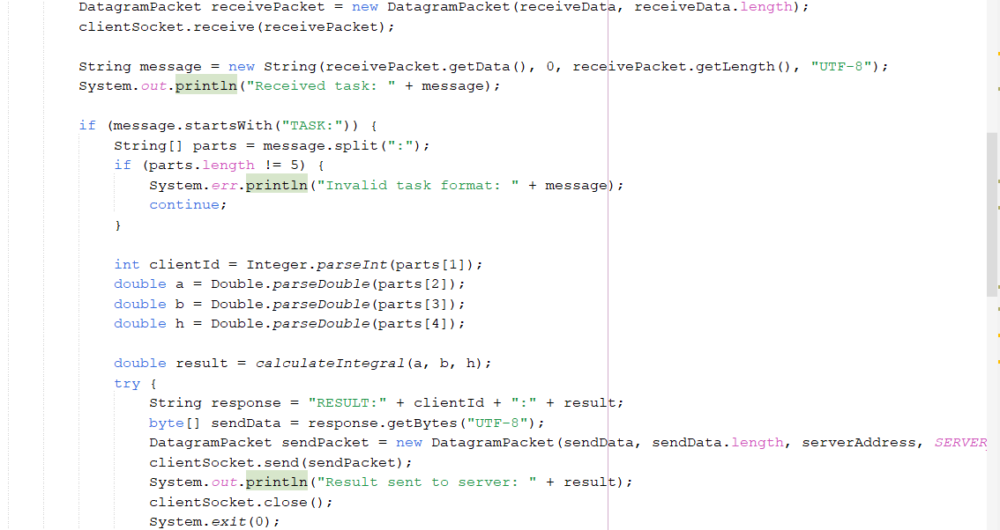 DatagramPacket receivePacket = new DatagramPacket(receiveData, receiveData.length);
clientSocket.receive(receivePacket);
String message = new String(receivePacket.getData(), 0, receivePacket.getLength(), "UTF-8");
System.out.println("Received task: " + message);
if (message.startsWith("TASK:")) {
String[] parts = message.split(":");
if (parts.length != 5) {
System.err.println("Invalid task format: " + message);
continue;
}
int clientId = Integer.parseInt(parts[1]);
double a = Double.parseDouble(parts[2]);
double b = Double.parseDouble(parts[3]);
double h = Double.parseDouble(parts[4]);
double result = calculateIntegral(a, b, h);
try {
String response = "RESULT:" + clientId + ":" + result;
byte[] sendData = response.getBytes("UTF-8");
DatagramPacket sendPacket = new DatagramPacket(sendData, sendData.length, serverAddress, SERVER
clientSocket.send(sendPacket);
System.out.println("Result sent to server: " + result);
clientSocket.close();
System.exit(0);